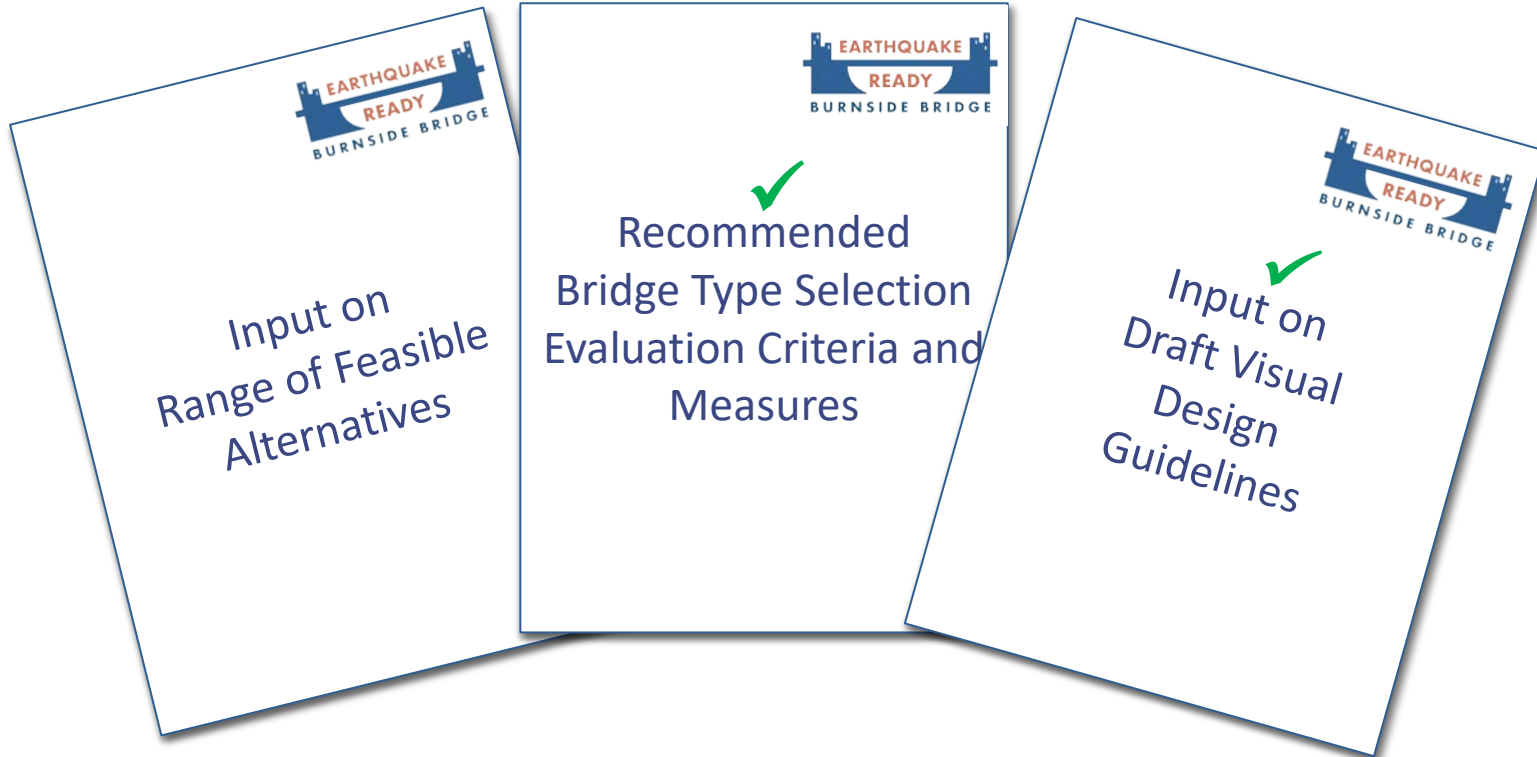 EARTHQUAKE
READY
BURNSIDE BRIDGE
Input on
Range of Feasible
Alternatives
EARTHQUAKE
READY
BURNSIDE BRIDGE
Recommended
Bridge Type Selection
Evaluation Criteria and
Measures
EARTHQUAKE
READY
BURNSIDE BRIDGE
Input on
Draft Visual
Design
Guidelines